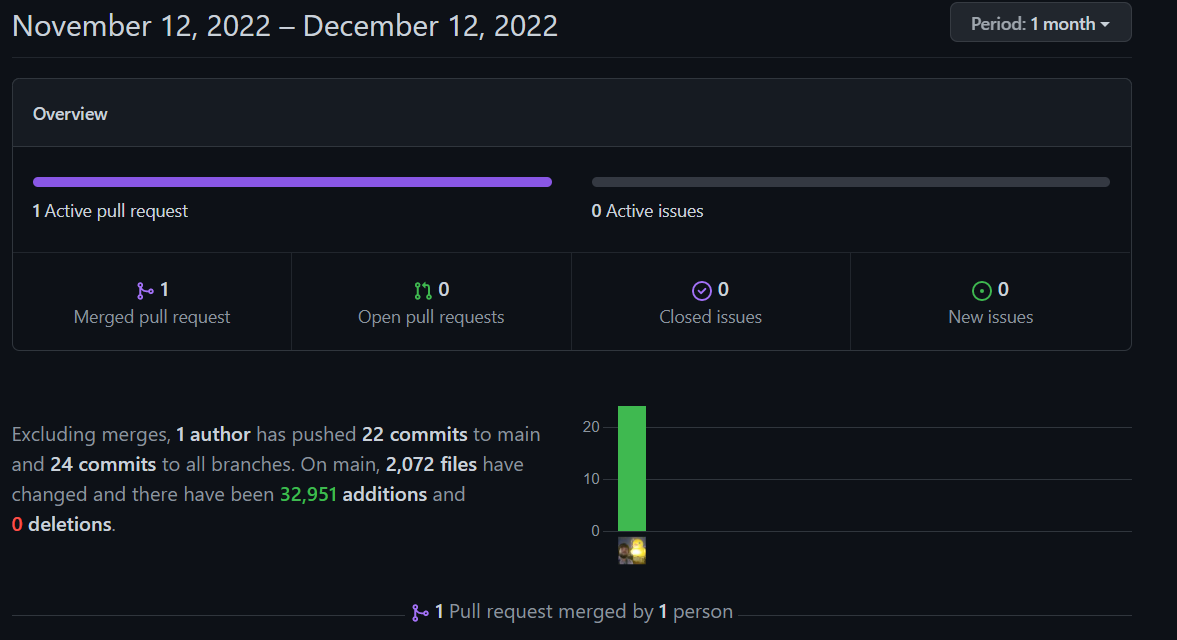 November 12, 2022 – December 12, 2022
Period: 1 month
Overview
1 Active pull request
0 Active issues
1
Merged pull request
0
Open pull requests
0
Closed issues
0
New issues
Excluding merges, 1 author has pushed 22 commits to main
and 24 commits to all branches. On main, 2,072 files have
changed and there have been 32,951 additions and
0 deletions.
20
10
0
1 Pull request merged by 1 person